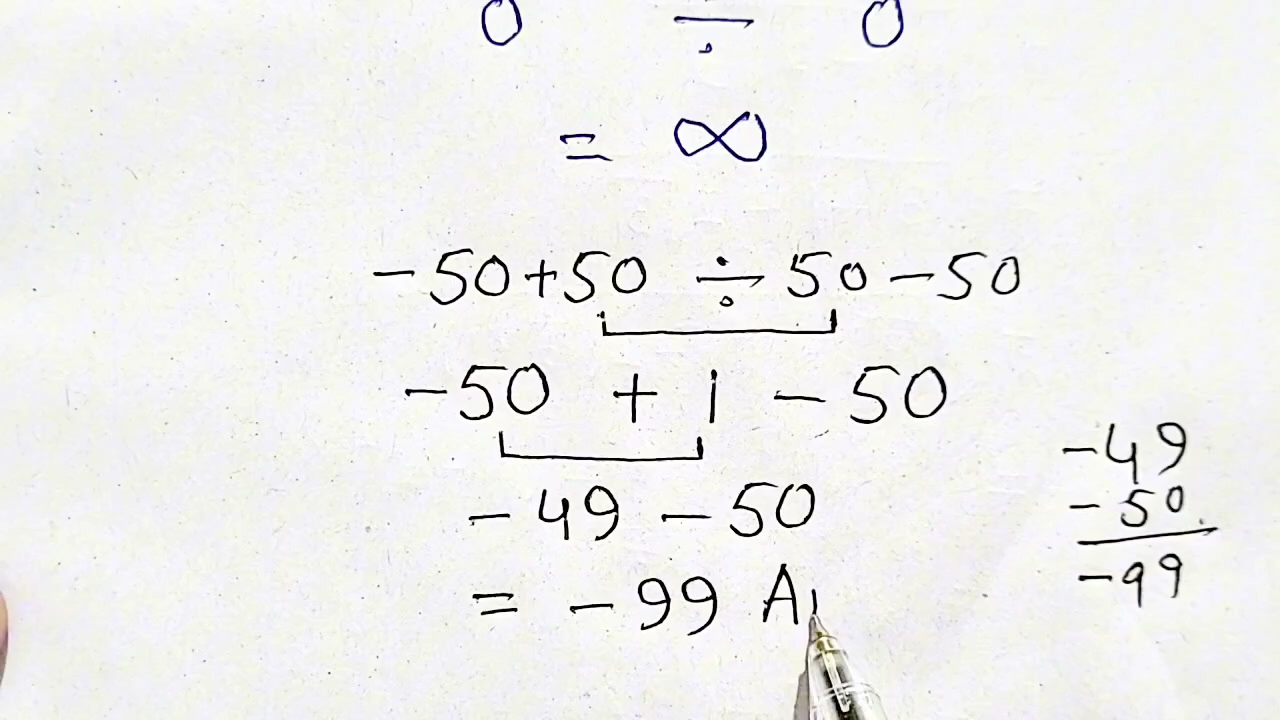 0 ÷ 0
= ∞
-50+50 ÷ 50-50
-50 + 1 - 50
-49 -50
= -99 A
-49
-50
-99